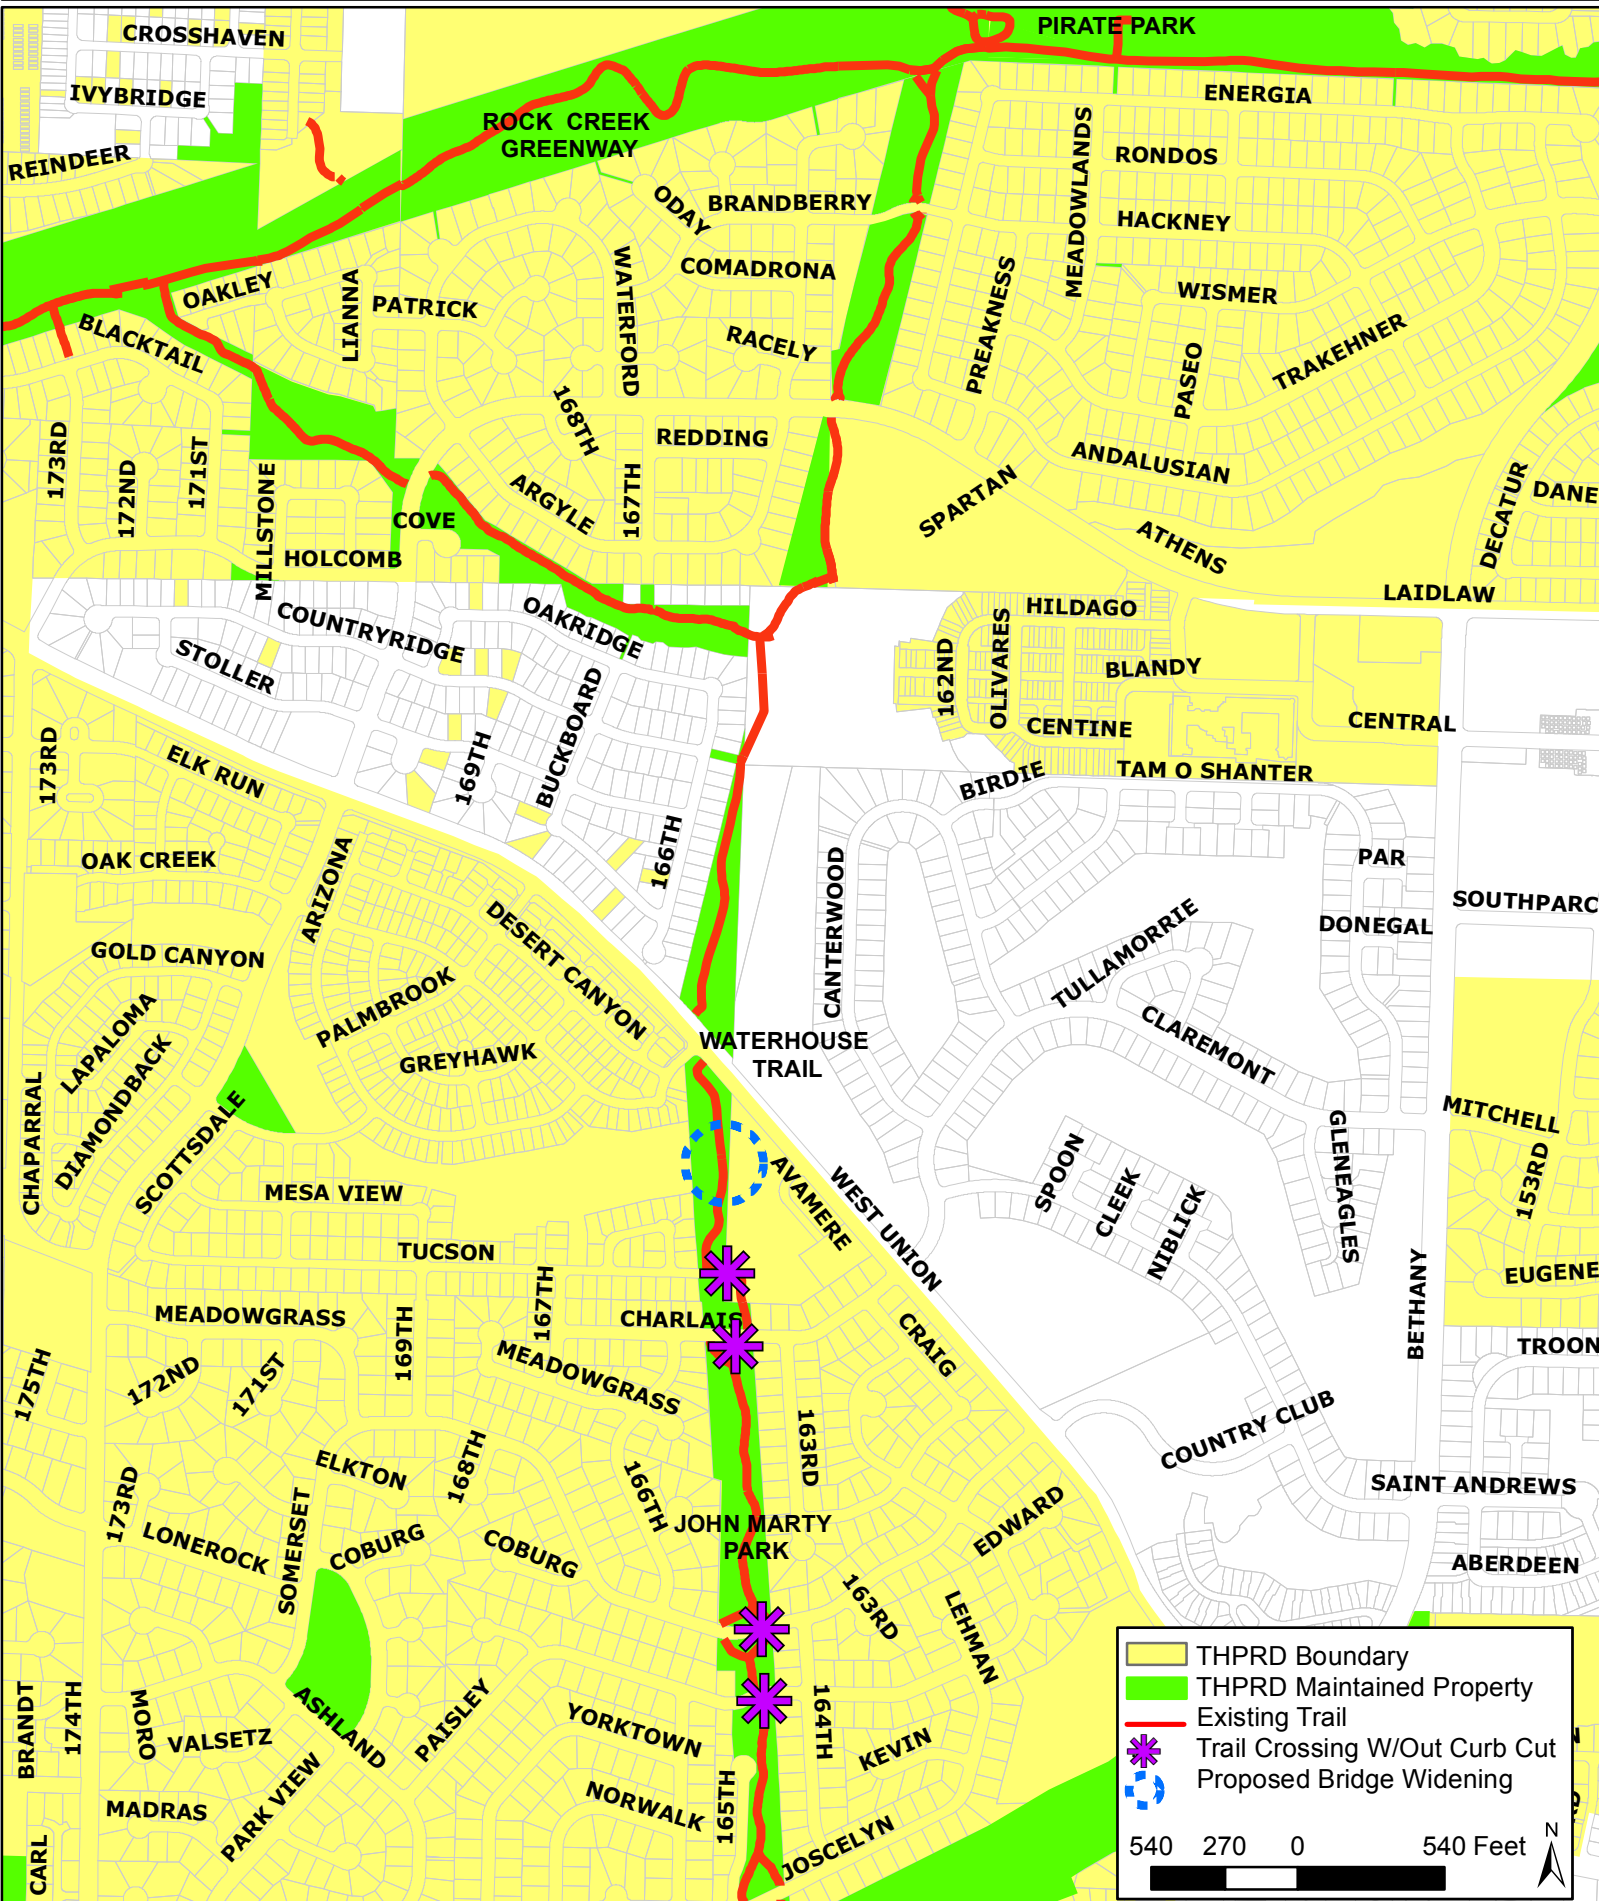 PIRATE PARK
CROSSHAVEN
IVYBRIDGE
REINDEER
ENERGIA
ROCK CREEK
GREENWAY
MEADOWLANDS
RONDOS
ODAY
BRANDBERRY
HACKNEY
COMADRONA
WATERFORD
PREAKNESS
WISMER
OAKLEY
LIANNA
PATRICK
BLACKTAIL
RACELY
PASEO
TRAKEHNER
168TH
REDDING
ANDALUSIAN
173RD
172ND
171ST
MILLSTONE
ARGYLE
167TH
SPARTAN
DECATUR
DANE
COVE
HOLCOMB
ATHENS
LAIDLAW
COUNTRYRIDGE
OAKRIDGE
HILDAGO
162ND
OLIVARES
STOLLER
BLANDY
BUCKBOARD
CENTINE
CENTRAL
173RD
ELK RUN
169TH
BIRDIE
TAM O SHANTER
166TH
OAK CREEK
ARIZONA
CANTERWOOD
PAR
DESERT CANYON
TULLAMORRIE
SOUTHPARC
DONEGAL
GOLD CANYON
LAPALOMA
PALMBROOK
DIAMONDBACK
GREYHAWK
WATERHOUSE
TRAIL
CLAREMONT
CHAPARRAL
SCOTTSDALE
MITCHELL
GLENEAGLES
153RD
SPOON
CLEEK
NIBLICK
MESA VIEW
AVAMERE
WEST UNION
TUCSON
EUGENE
BETHANY
167TH
MEADOWGRASS
169TH
CHARLAIS
CRAIG
TROON
MEADOWGRASS
175TH
172ND
171ST
163RD
COUNTRY CLUB
ELKTON
168TH
166TH
SAINT ANDREWS
173RD
SOMERSET
JOHN MARTY
PARK
EDWARD
LONEROCK
COBURG
COBURG
ABERDEEN
163RD
LEHMAN
BRANDT
174TH
MORO
VALSETZ
ASHLAND
PAISLEY
YORKTOWN
164TH
KEVIN
MADRAS
PARK VIEW
NORWALK
165TH
JOSCELYN
CARL
THPRD Boundary
THPRD Maintained Property
Existing Trail
Trail Crossing W/Out Curb Cut
Proposed Bridge Widening
540 270 0 540 Feet
N